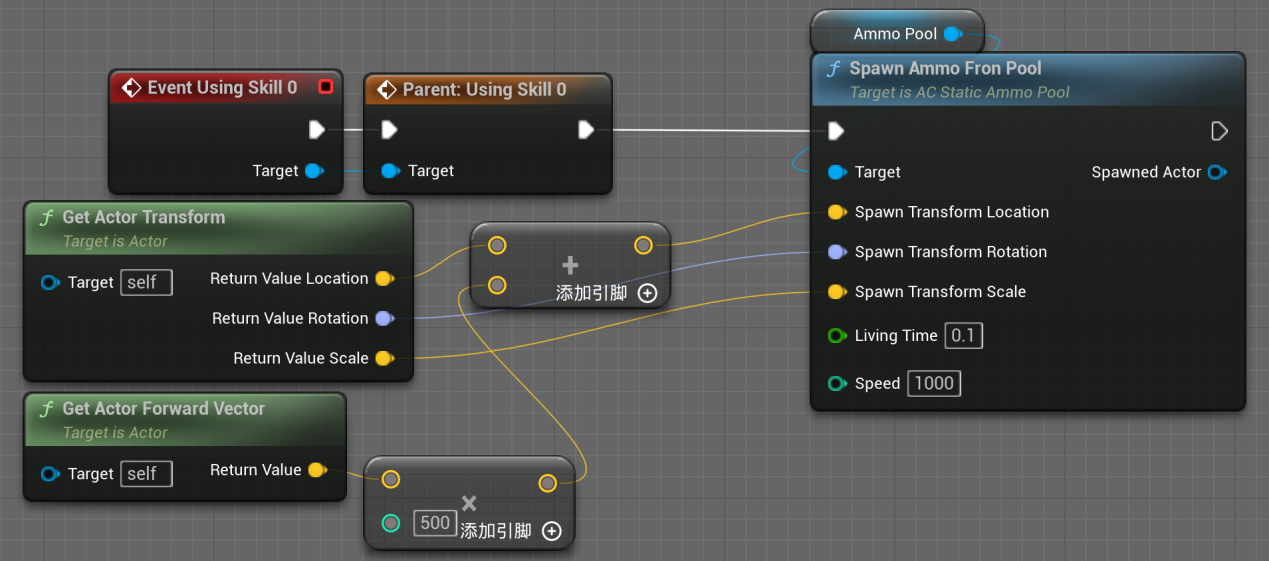 Ammo Pool
Event Using Skill 0
Target
Parent: Using Skill 0
Target
Spawn Ammo Fron Pool
Target is AC Static Ammo Pool
Target
Spawned Actor
Spawn Transform Location
Spawn Transform Rotation
Spawn Transform Scale
Living Time 0.1
Speed 1000
Get Actor Transform
Target is Actor
Target self
Return Value Location
Return Value Rotation
Return Value Scale
+
添加引脚
Get Actor Forward Vector
Target is Actor
Target self
Return Value
×
500
添加引脚